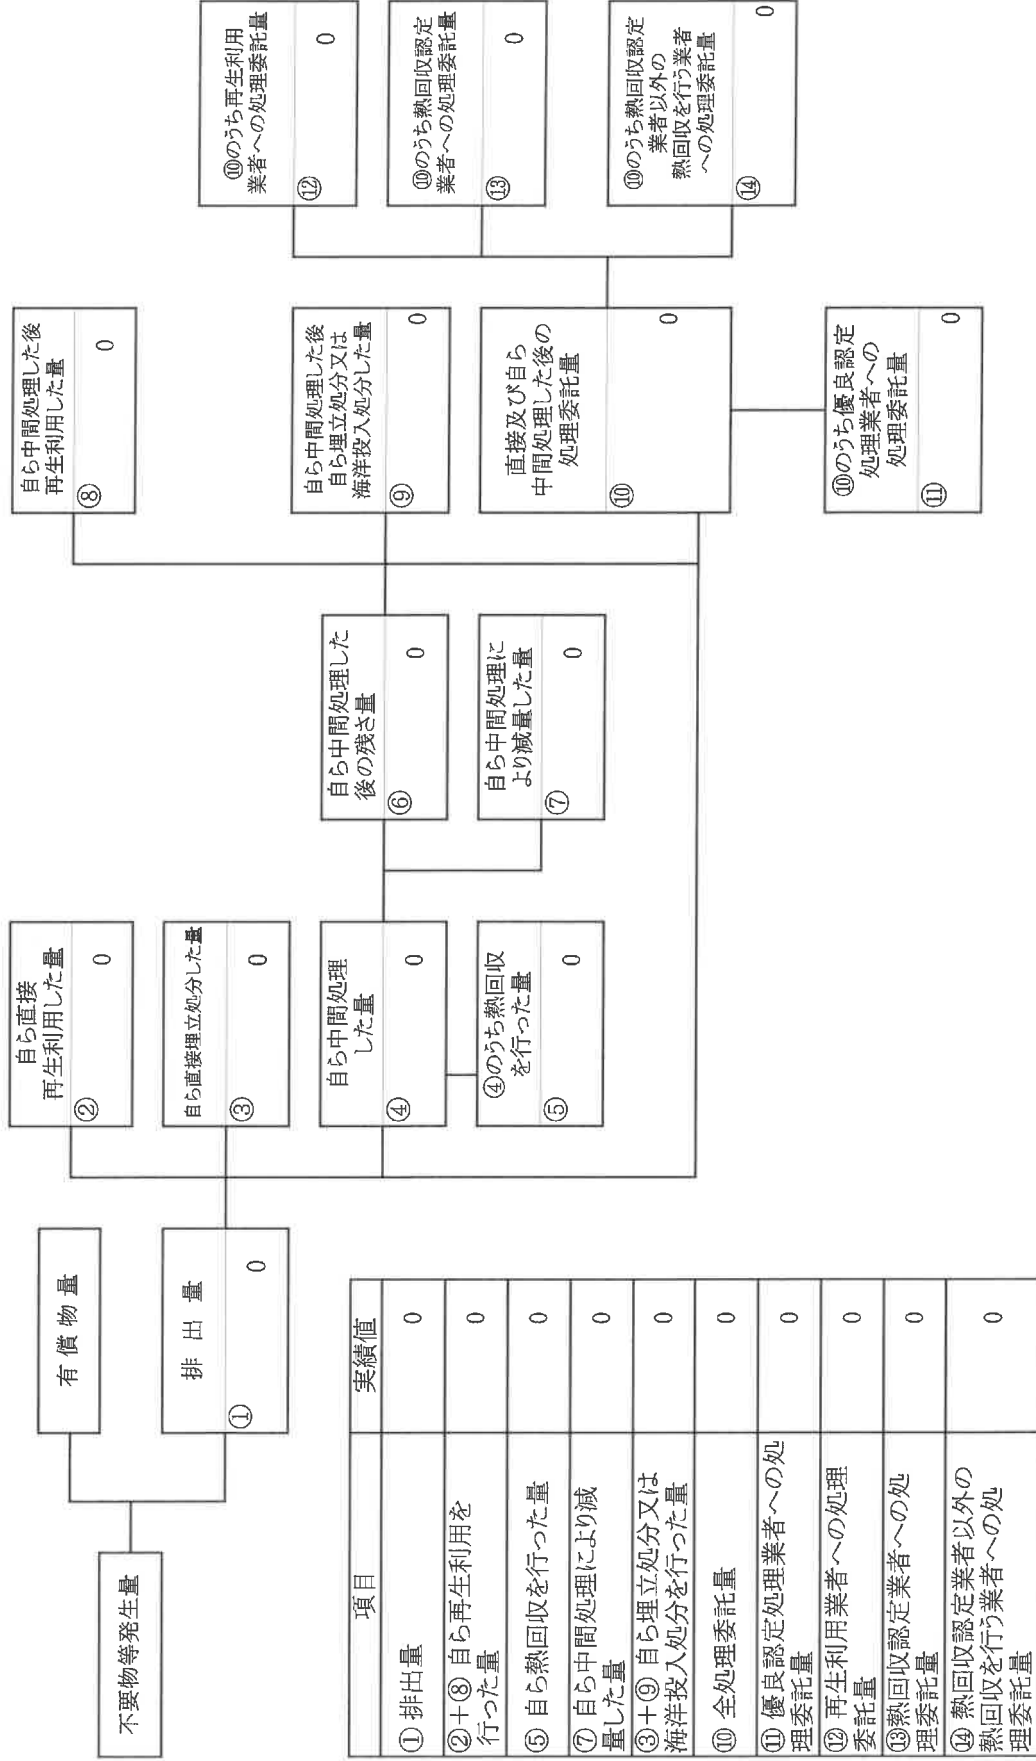 不要物等発生量
有 償 物 量
排 出 量
①
0
自ら直接
再生利用した量
②
0
自ら直接埋立処分した量
③
0
自ら中間処理
した量
④
0
④のうち熱回収
を行った量
⑤
0
自ら中間処理した
後の残さ量
⑥
0
自ら中間処理に
より減量した量
⑦
0
自ら中間処理した後
再生利用した量
⑧
0
自ら中間処理した後
自ら埋立処分又は
海洋投入処分した量
⑨
0
直接及び自ら
中間処理した後の
処理委託量
⑩
0
⑩のうち優良認定
処理業者への
処理委託量
⑪
0
⑩のうち再生利用
業者への処理委託量
⑫
0
⑩のうち熱回収認定
業者への処理委託量
⑬
0
⑩のうち熱回収認定
業者以外の
熱回収を行う業者
への処理委託量
⑭
0
項目 実績値
① 排出量 0
②+⑧ 自ら再生利用を
行った量 0
⑤ 自ら熱回収を行った量 0
⑦ 自ら中間処理により減
量した量 0
③+⑨ 自ら埋立処分又は
海洋投入処分を行った量 0
⑩ 全処理委託量 0
⑪ 優良認定処理業者への処
理委託量 0
⑫ 再生利用業者への処理
委託量 0
⑬熱回収認定業者への処
理委託量 0
⑭ 熱回収認定業者以外の
熱回収を行う業者への処
理委託量 0